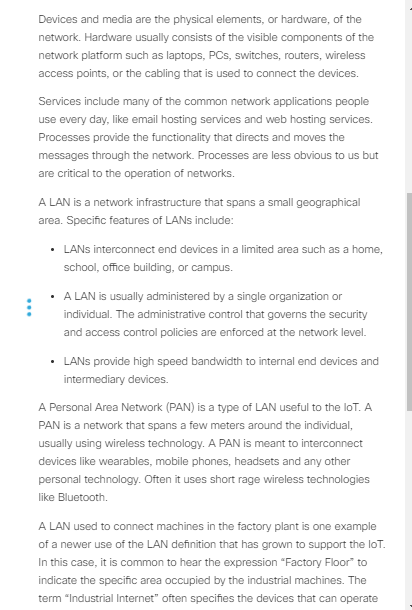 Devices and media are the physical elements, or hardware, of the
network. Hardware usually consists of the visible components of the
network platform such as laptops, PCs, switches, routers, wireless
access points, or the cabling that is used to connect the devices.
Services include many of the common network applications people
use every day, like email hosting services and web hosting services.
Processes provide the functionality that directs and moves the
messages through the network. Processes are less obvious to us but
are critical to the operation of networks.
A LAN is a network infrastructure that spans a small geographical
area. Specific features of LANs include:
• LANs interconnect end devices in a limited area such as a home,
school, office building, or campus.
• A LAN is usually administered by a single organization or
individual. The administrative control that governs the security
and access control policies are enforced at the network level.
• LANs provide high speed bandwidth to internal end devices and
intermediary devices.
A Personal Area Network (PAN) is a type of LAN useful to the IoT. A
PAN is a network that spans a few meters around the individual,
usually using wireless technology. A PAN is meant to interconnect
devices like wearables, mobile phones, headsets and any other
personal technology. Often it uses short rage wireless technologies
like Bluetooth.
A LAN used to connect machines in the factory plant is one example
of a newer use of the LAN definition that has grown to support the IoT.
In this case, it is common to hear the expression “Factory Floor” to
indicate the specific area occupied by the industrial machines. The
term “Industrial Internet” often specifies the devices that can operate